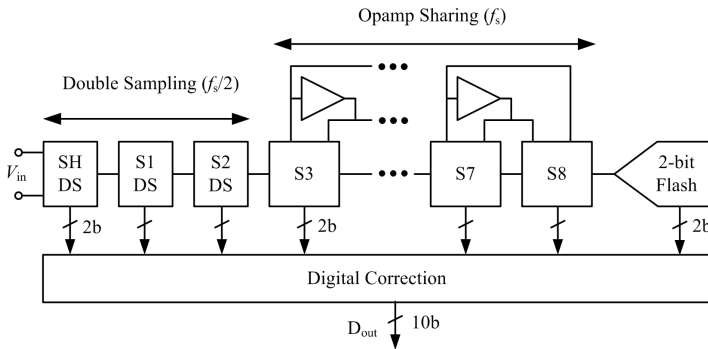 Opamp Sharing (fs)
Double Sampling (fs/2)
Vin
SH
DS
S1
DS
S2
DS
S3
S7
S8
2-bit
Flash
2b
2b
2b
Digital Correction
Dout
10b